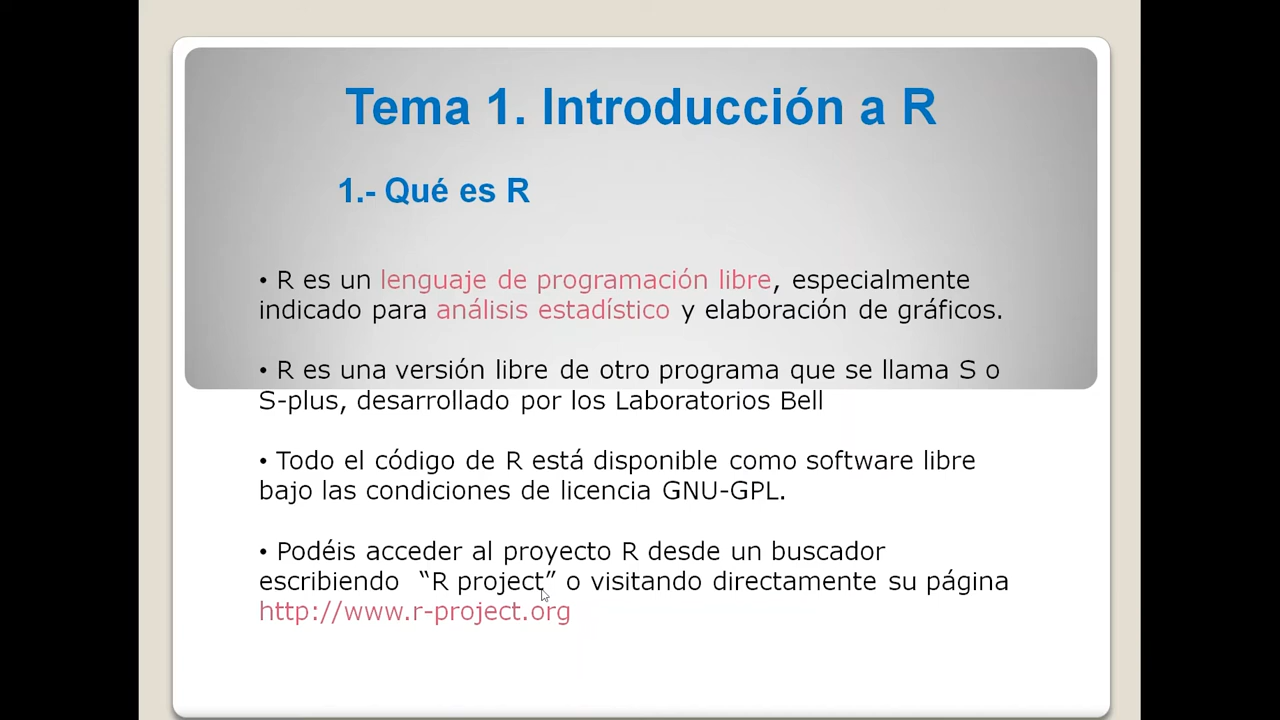 Tema 1. Introducción a R
1.- Qué es R
• R es un lenguaje de programación libre, especialmente
indicado para análisis estadístico y elaboración de gráficos.
• R es una versión libre de otro programa que se llama S o
S-plus, desarrollado por los Laboratorios Bell
• Todo el código de R está disponible como software libre
bajo las condiciones de licencia GNU-GPL.
• Podéis acceder al proyecto R desde un buscador
escribiendo “R project” o visitando directamente su página
http://www.r-project.org